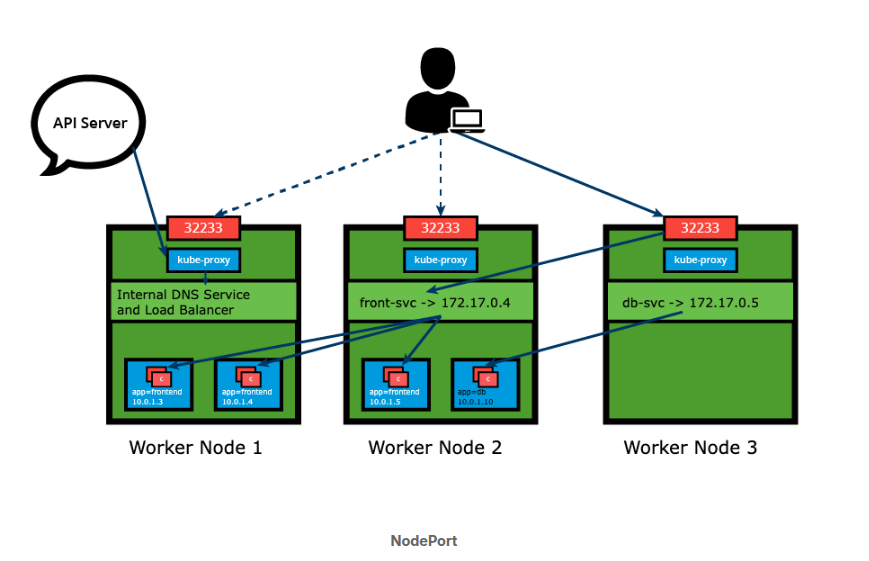 API Server
32233
32233
32233
kube-proxy
kube-proxy
kube-proxy
Internal DNS Service
and Load Balancer
front-svc -> 172.17.0.4
db-svc -> 172.17.0.5
c
app=frontend
10.0.1.3
c
app=frontend
10.0.1.4
c
app=frontend
10.0.1.5
c
app=db
10.0.1.10
Worker Node 1
Worker Node 2
Worker Node 3
NodePort